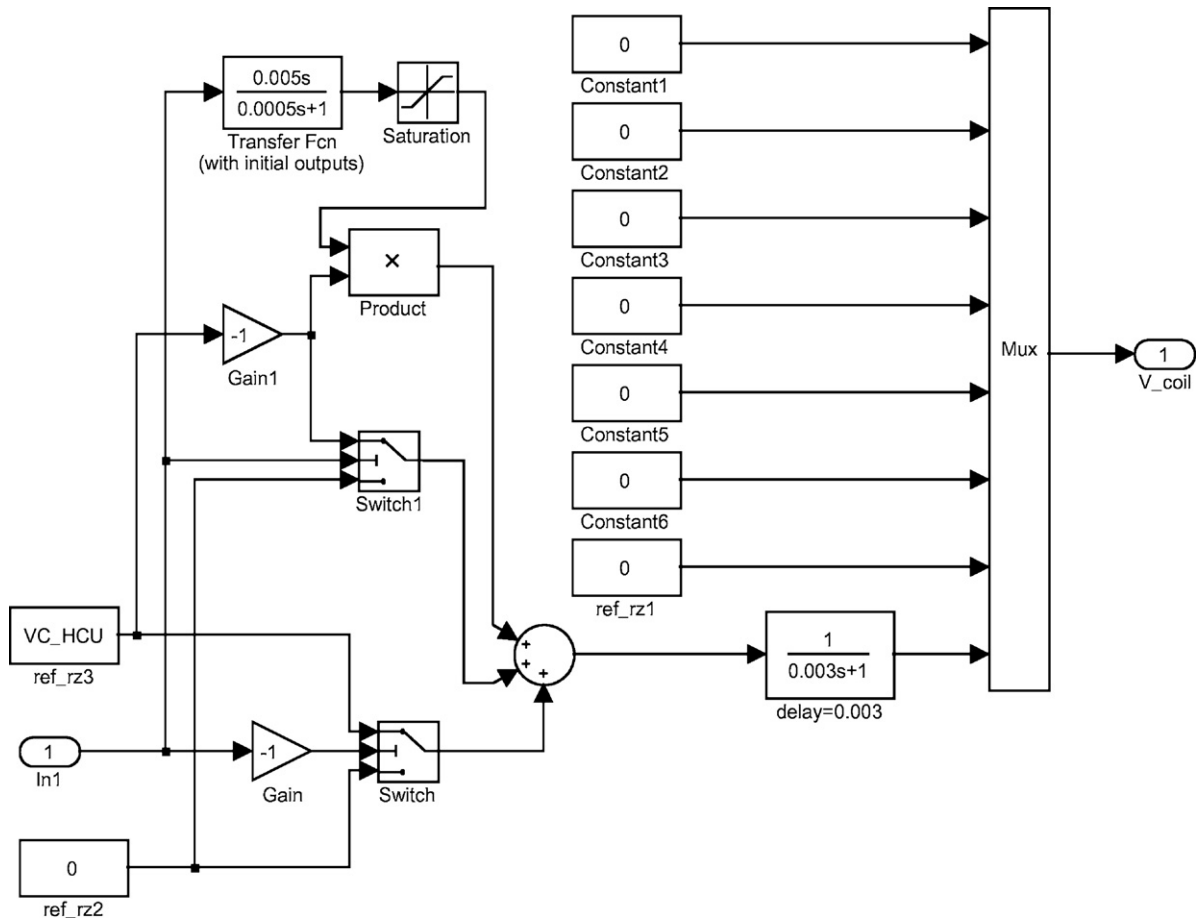 0.005s
0.0005s+1
Transfer Fcn
(with initial outputs)
Saturation
×
Product
-1
Gain1
Switch1
VC_HCU
ref_rz3
1
In1
-1
Gain
Switch
0
ref_rz2
0
Constant1
0
Constant2
0
Constant3
0
Constant4
0
Constant5
0
Constant6
0
ref_rz1
+
+
+
1
0.003s+1
delay=0.003
Mux
1
V_coil